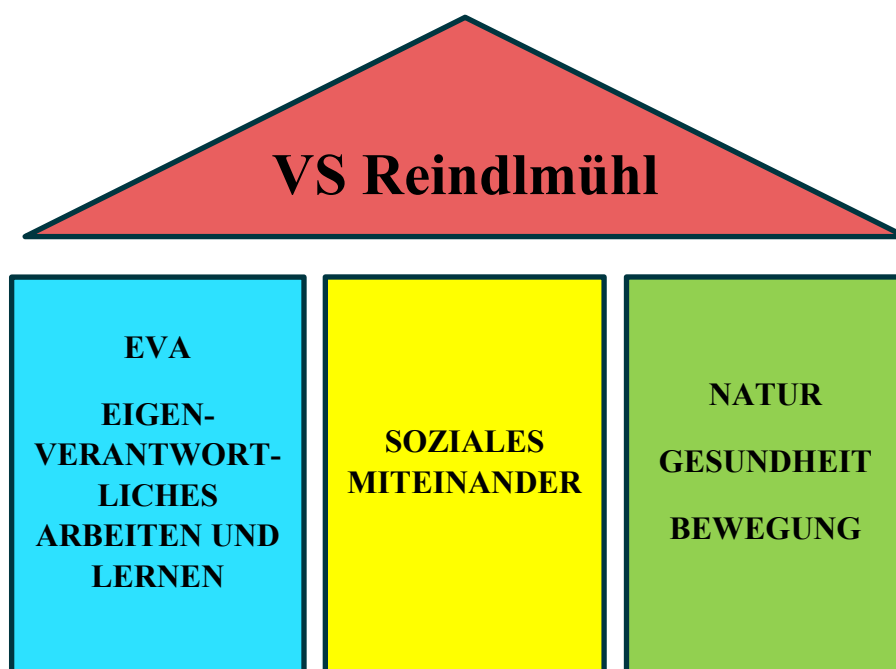 VS Reindlmühl
EVA
EIGEN-
VERANTWORT-
LICHES
ARBEITEN UND
LERNEN
SOZIALES
MITEINANDER
NATUR
GESUNDHEIT
BEWEGUNG